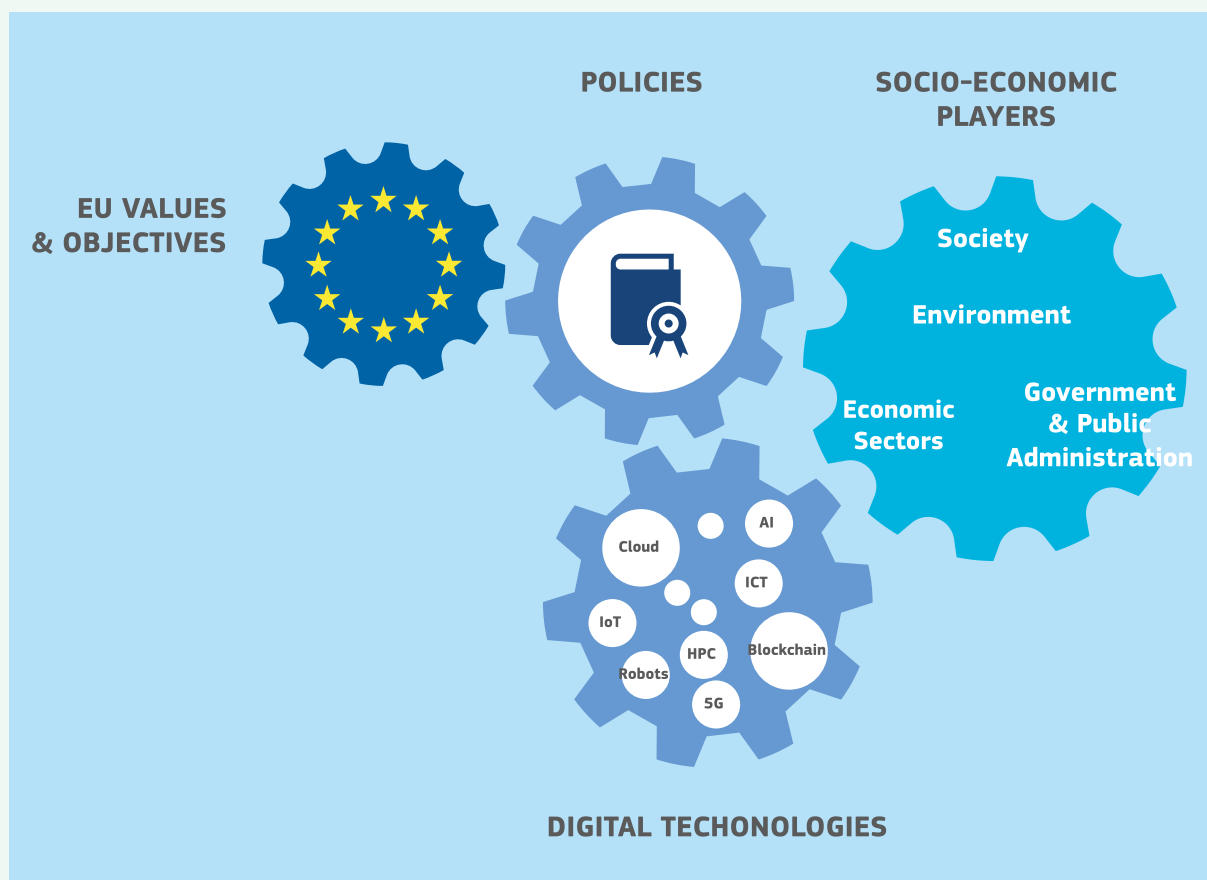 POLICIES
SOCIO-ECONOMIC
PLAYERS
EU VALUES
& OBJECTIVES
Society
Environment
Economic
Sectors
Government
& Public
Administration
Cloud
AI
ICT
IoT
HPC
Blockchain
Robots
5G
DIGITAL TECHONOLOGIES